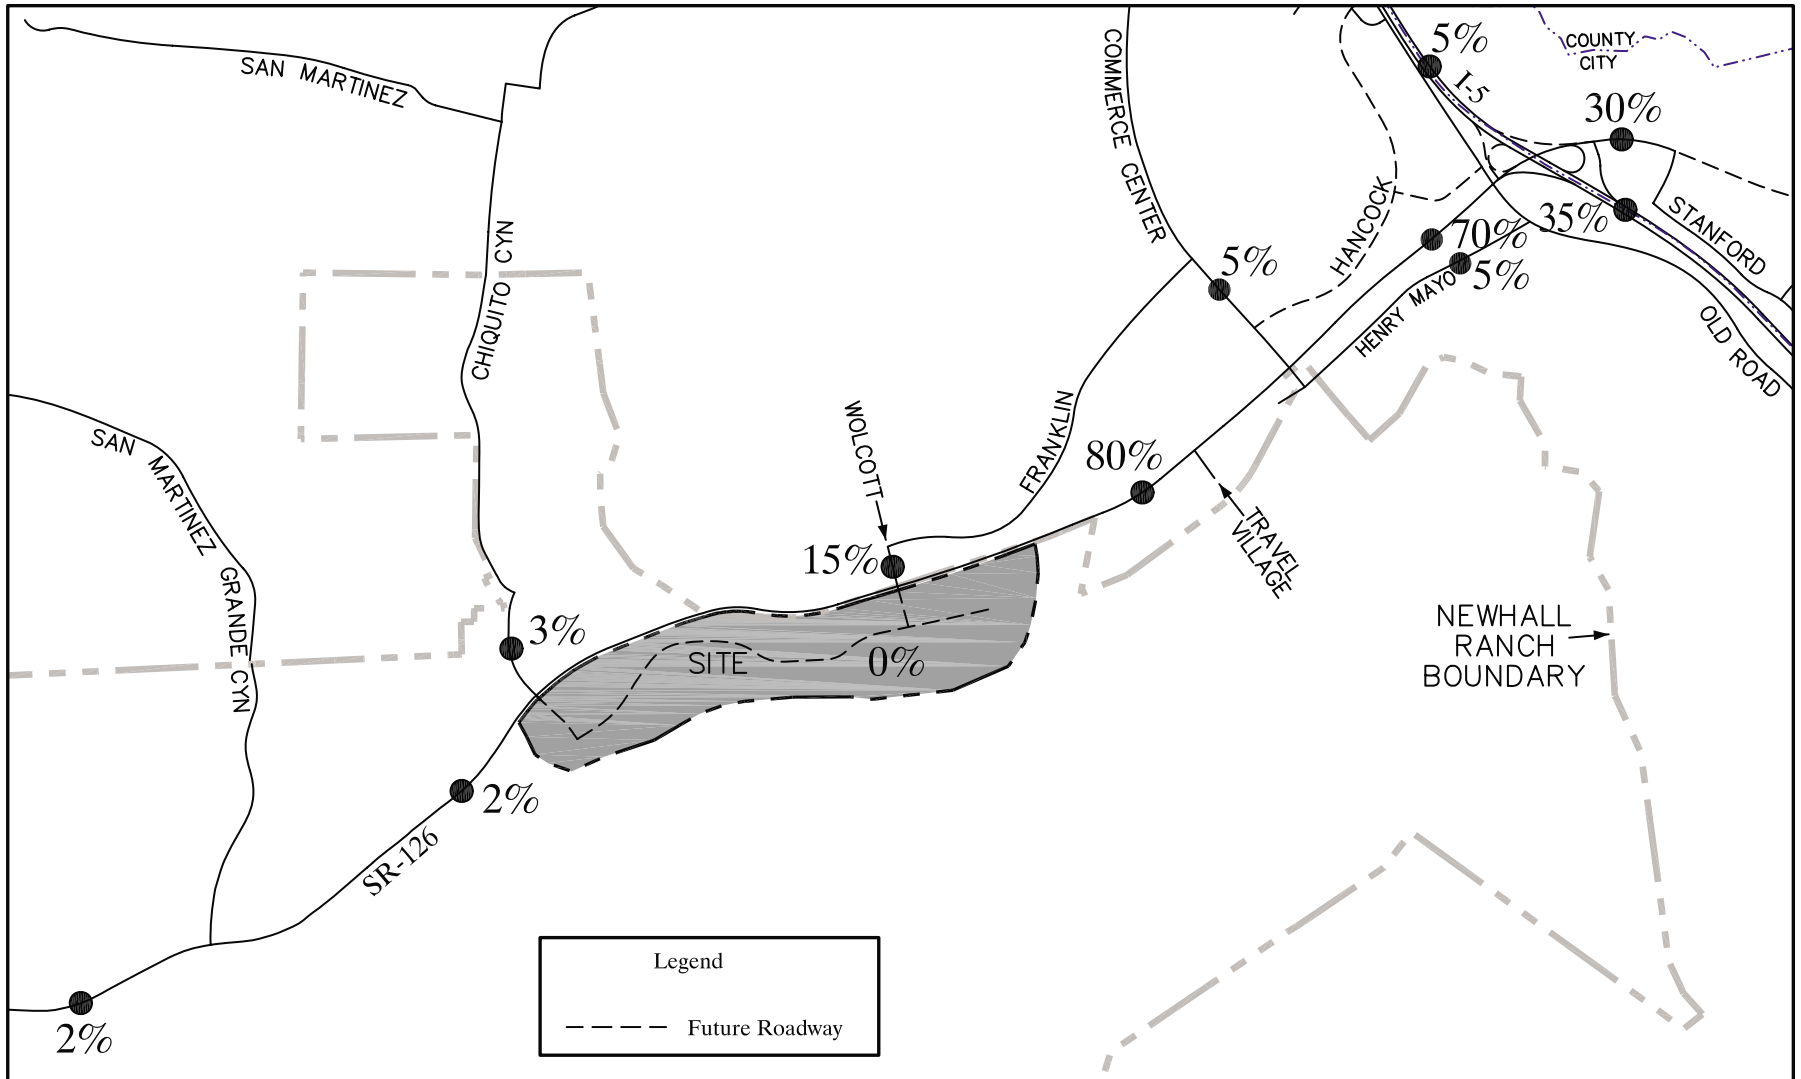 5%
COUNTY
CITY
I-5
30%
SAN MARTINEZ
COMMERCE CENTER
HANCOCK
35%
STANFORD
70%
5%
HENRY MAYO
OLD ROAD
5%
CHIQUITO CYN
FRANKLIN
WOLCOTT
80%
TRAVEL
VILLAGE
SAN MARTINEZ GRANDE CYN
15%
3%
SITE
0%
NEWHALL
RANCH
BOUNDARY
2%
SR-126
2%
Legend
Future Roadway